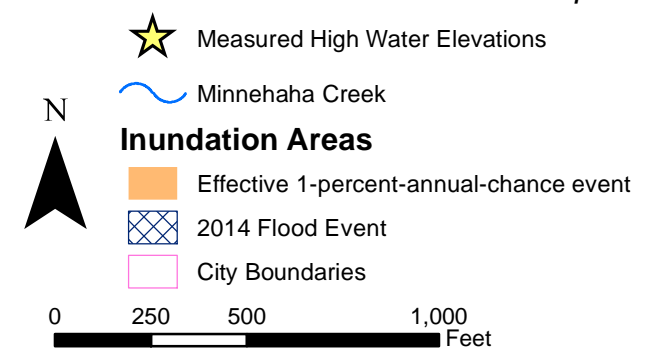 Measured High Water Elevations
Minnehaha Creek
N
Inundation Areas
Effective 1-percent-annual-chance event
2014 Flood Event
City Boundaries
0 250 500 1,000
Feet